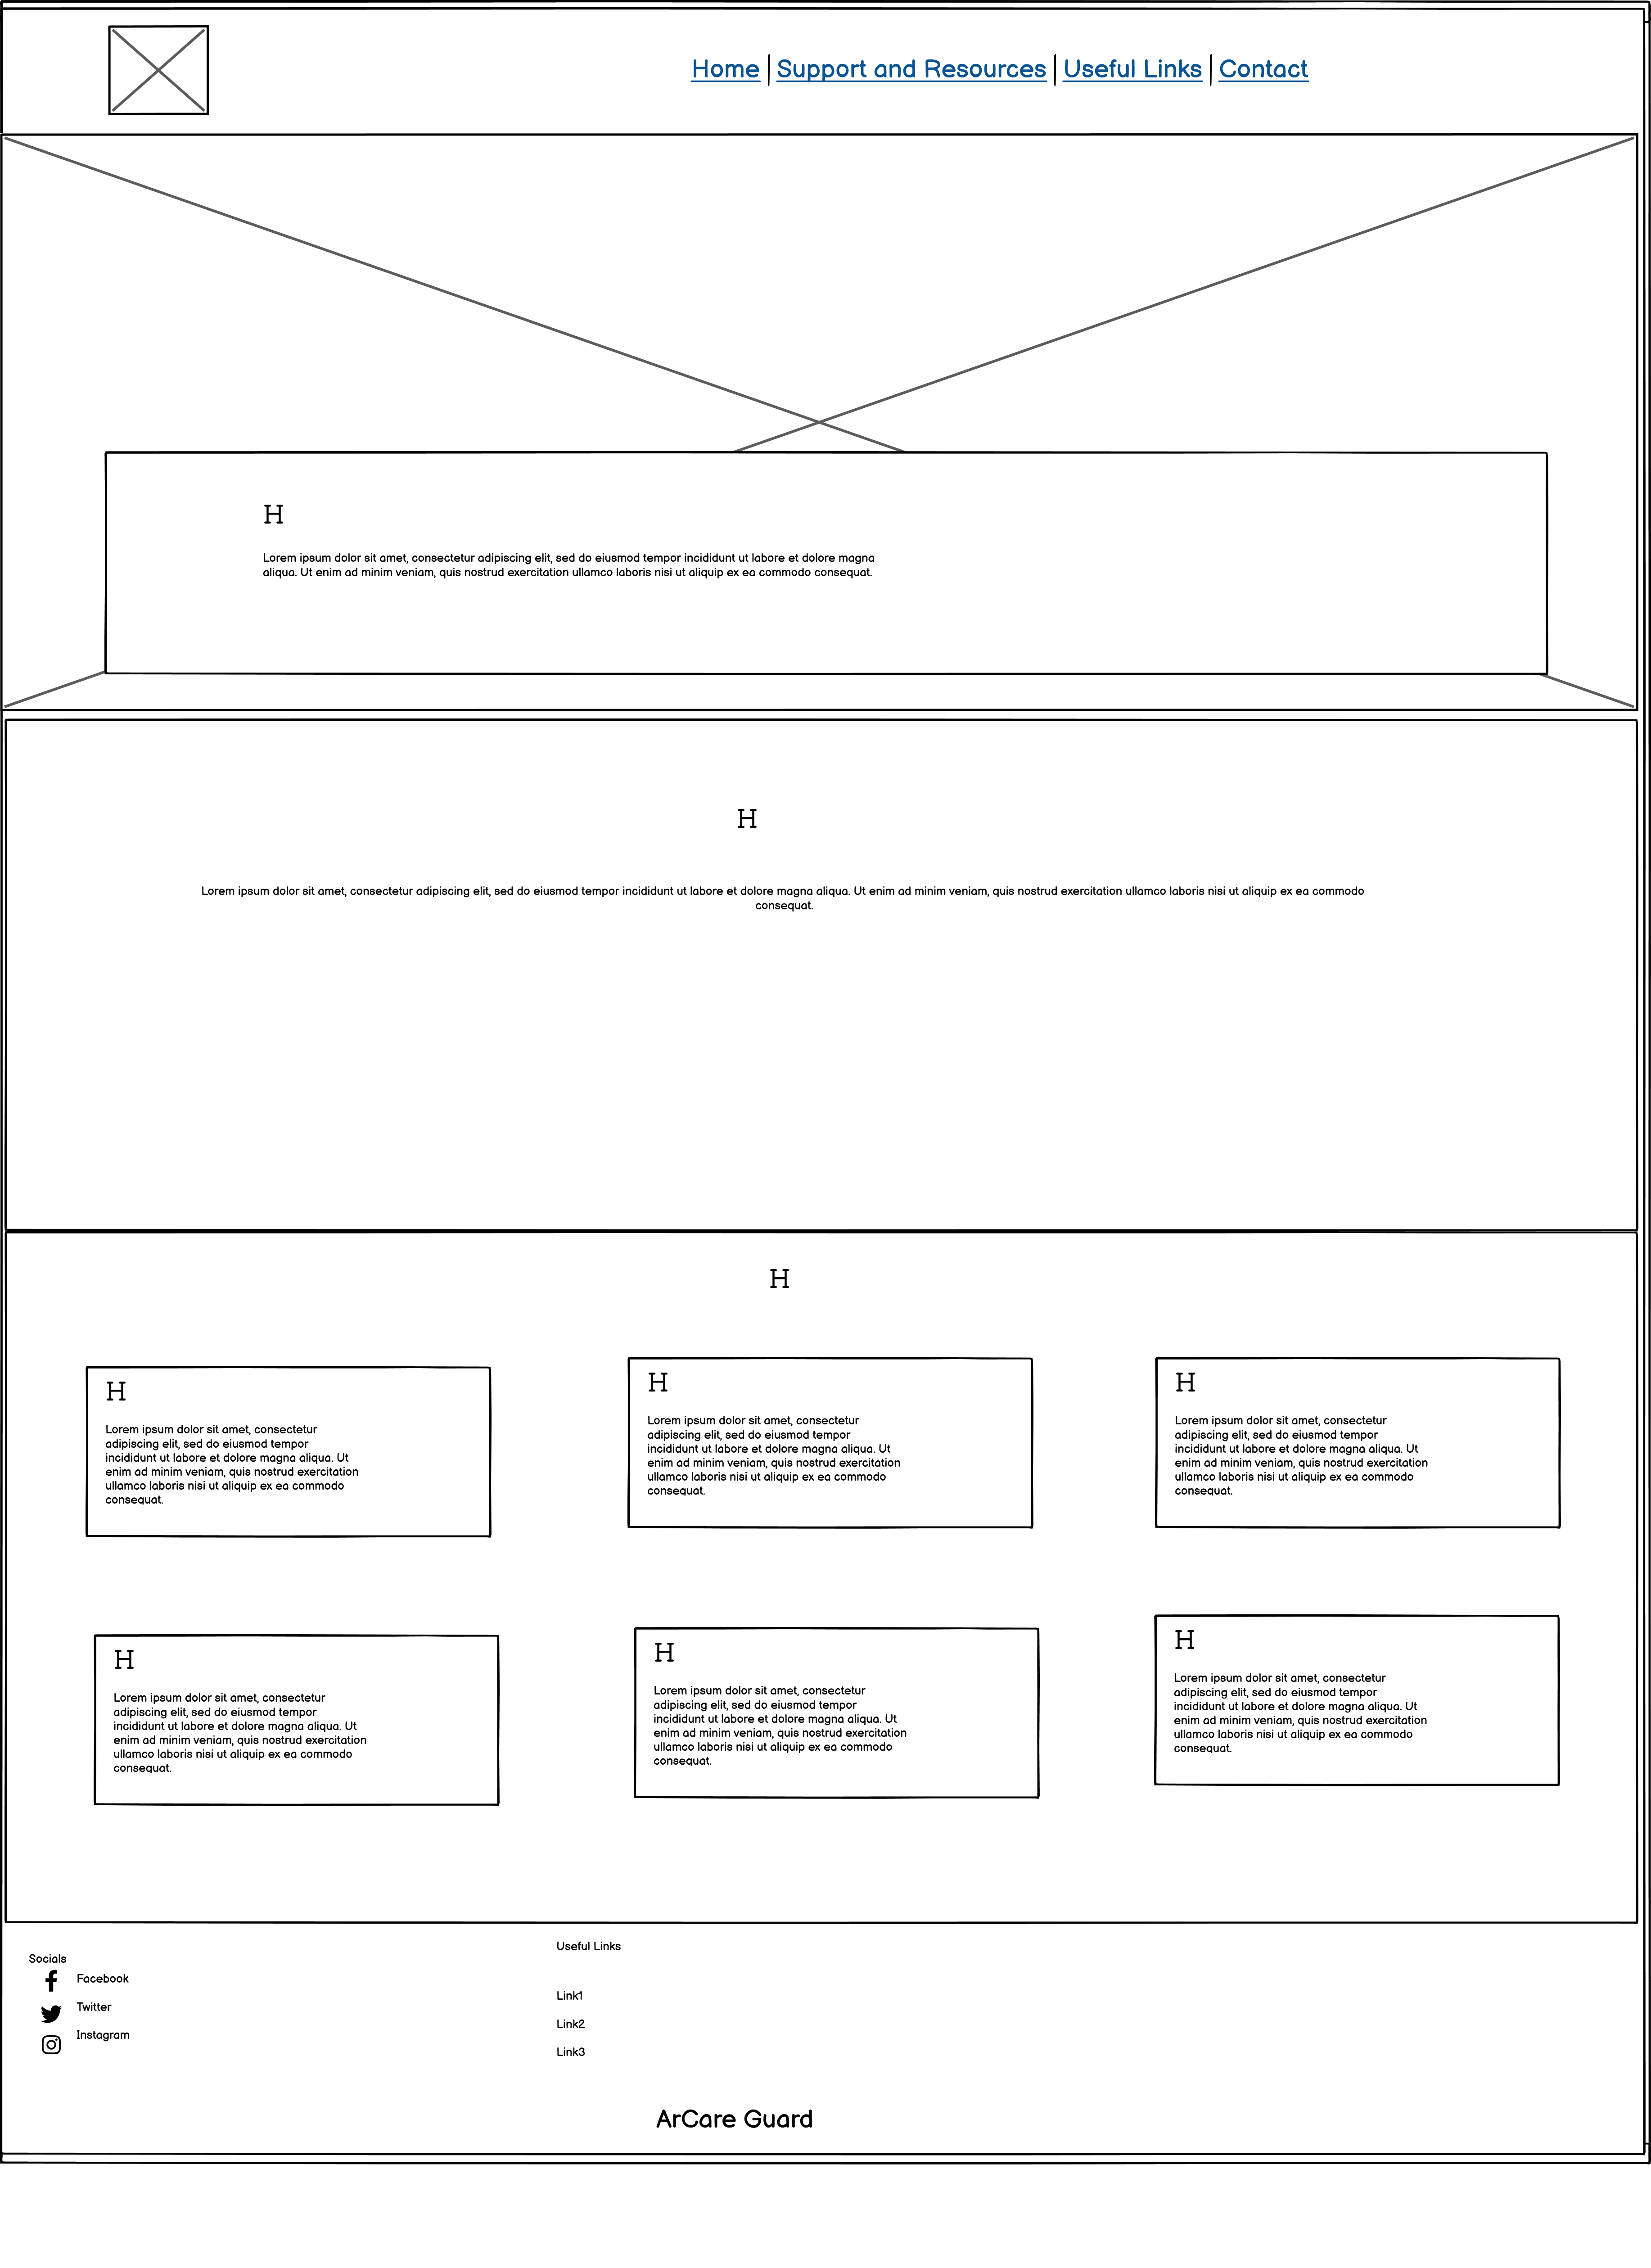 Home | Support and Resources | Useful Links | Contact
H
Lorem ipsum dolor sit amet, consectetur adipiscing elit, sed do eiusmod tempor incididunt ut labore et dolore magna
aliqua. Ut enim ad minim veniam, quis nostrud exercitation ullamco laboris nisi ut aliquip ex ea commodo consequat.
H
Lorem ipsum dolor sit amet, consectetur adipiscing elit, sed do eiusmod tempor incididunt ut labore et dolore magna aliqua. Ut enim ad minim veniam, quis nostrud exercitation ullamco laboris nisi ut aliquip ex ea commodo
consequat.
H
H
Lorem ipsum dolor sit amet, consectetur
adipiscing elit, sed do eiusmod tempor
incididunt ut labore et dolore magna aliqua. Ut
enim ad minim veniam, quis nostrud exercitation
ullamco laboris nisi ut aliquip ex ea commodo
consequat.
H
Lorem ipsum dolor sit amet, consectetur
adipiscing elit, sed do eiusmod tempor
incididunt ut labore et dolore magna aliqua. Ut
enim ad minim veniam, quis nostrud exercitation
ullamco laboris nisi ut aliquip ex ea commodo
consequat.
H
Lorem ipsum dolor sit amet, consectetur
adipiscing elit, sed do eiusmod tempor
incididunt ut labore et dolore magna aliqua. Ut
enim ad minim veniam, quis nostrud exercitation
ullamco laboris nisi ut aliquip ex ea commodo
consequat.
H
Lorem ipsum dolor sit amet, consectetur
adipiscing elit, sed do eiusmod tempor
incididunt ut labore et dolore magna aliqua. Ut
enim ad minim veniam, quis nostrud exercitation
ullamco laboris nisi ut aliquip ex ea commodo
consequat.
H
Lorem ipsum dolor sit amet, consectetur
adipiscing elit, sed do eiusmod tempor
incididunt ut labore et dolore magna aliqua. Ut
enim ad minim veniam, quis nostrud exercitation
ullamco laboris nisi ut aliquip ex ea commodo
consequat.
H
Lorem ipsum dolor sit amet, consectetur
adipiscing elit, sed do eiusmod tempor
incididunt ut labore et dolore magna aliqua. Ut
enim ad minim veniam, quis nostrud exercitation
ullamco laboris nisi ut aliquip ex ea commodo
consequat.
Socials
Facebook
Twitter
Instagram
Useful Links
Link1
Link2
Link3
ArCare Guard